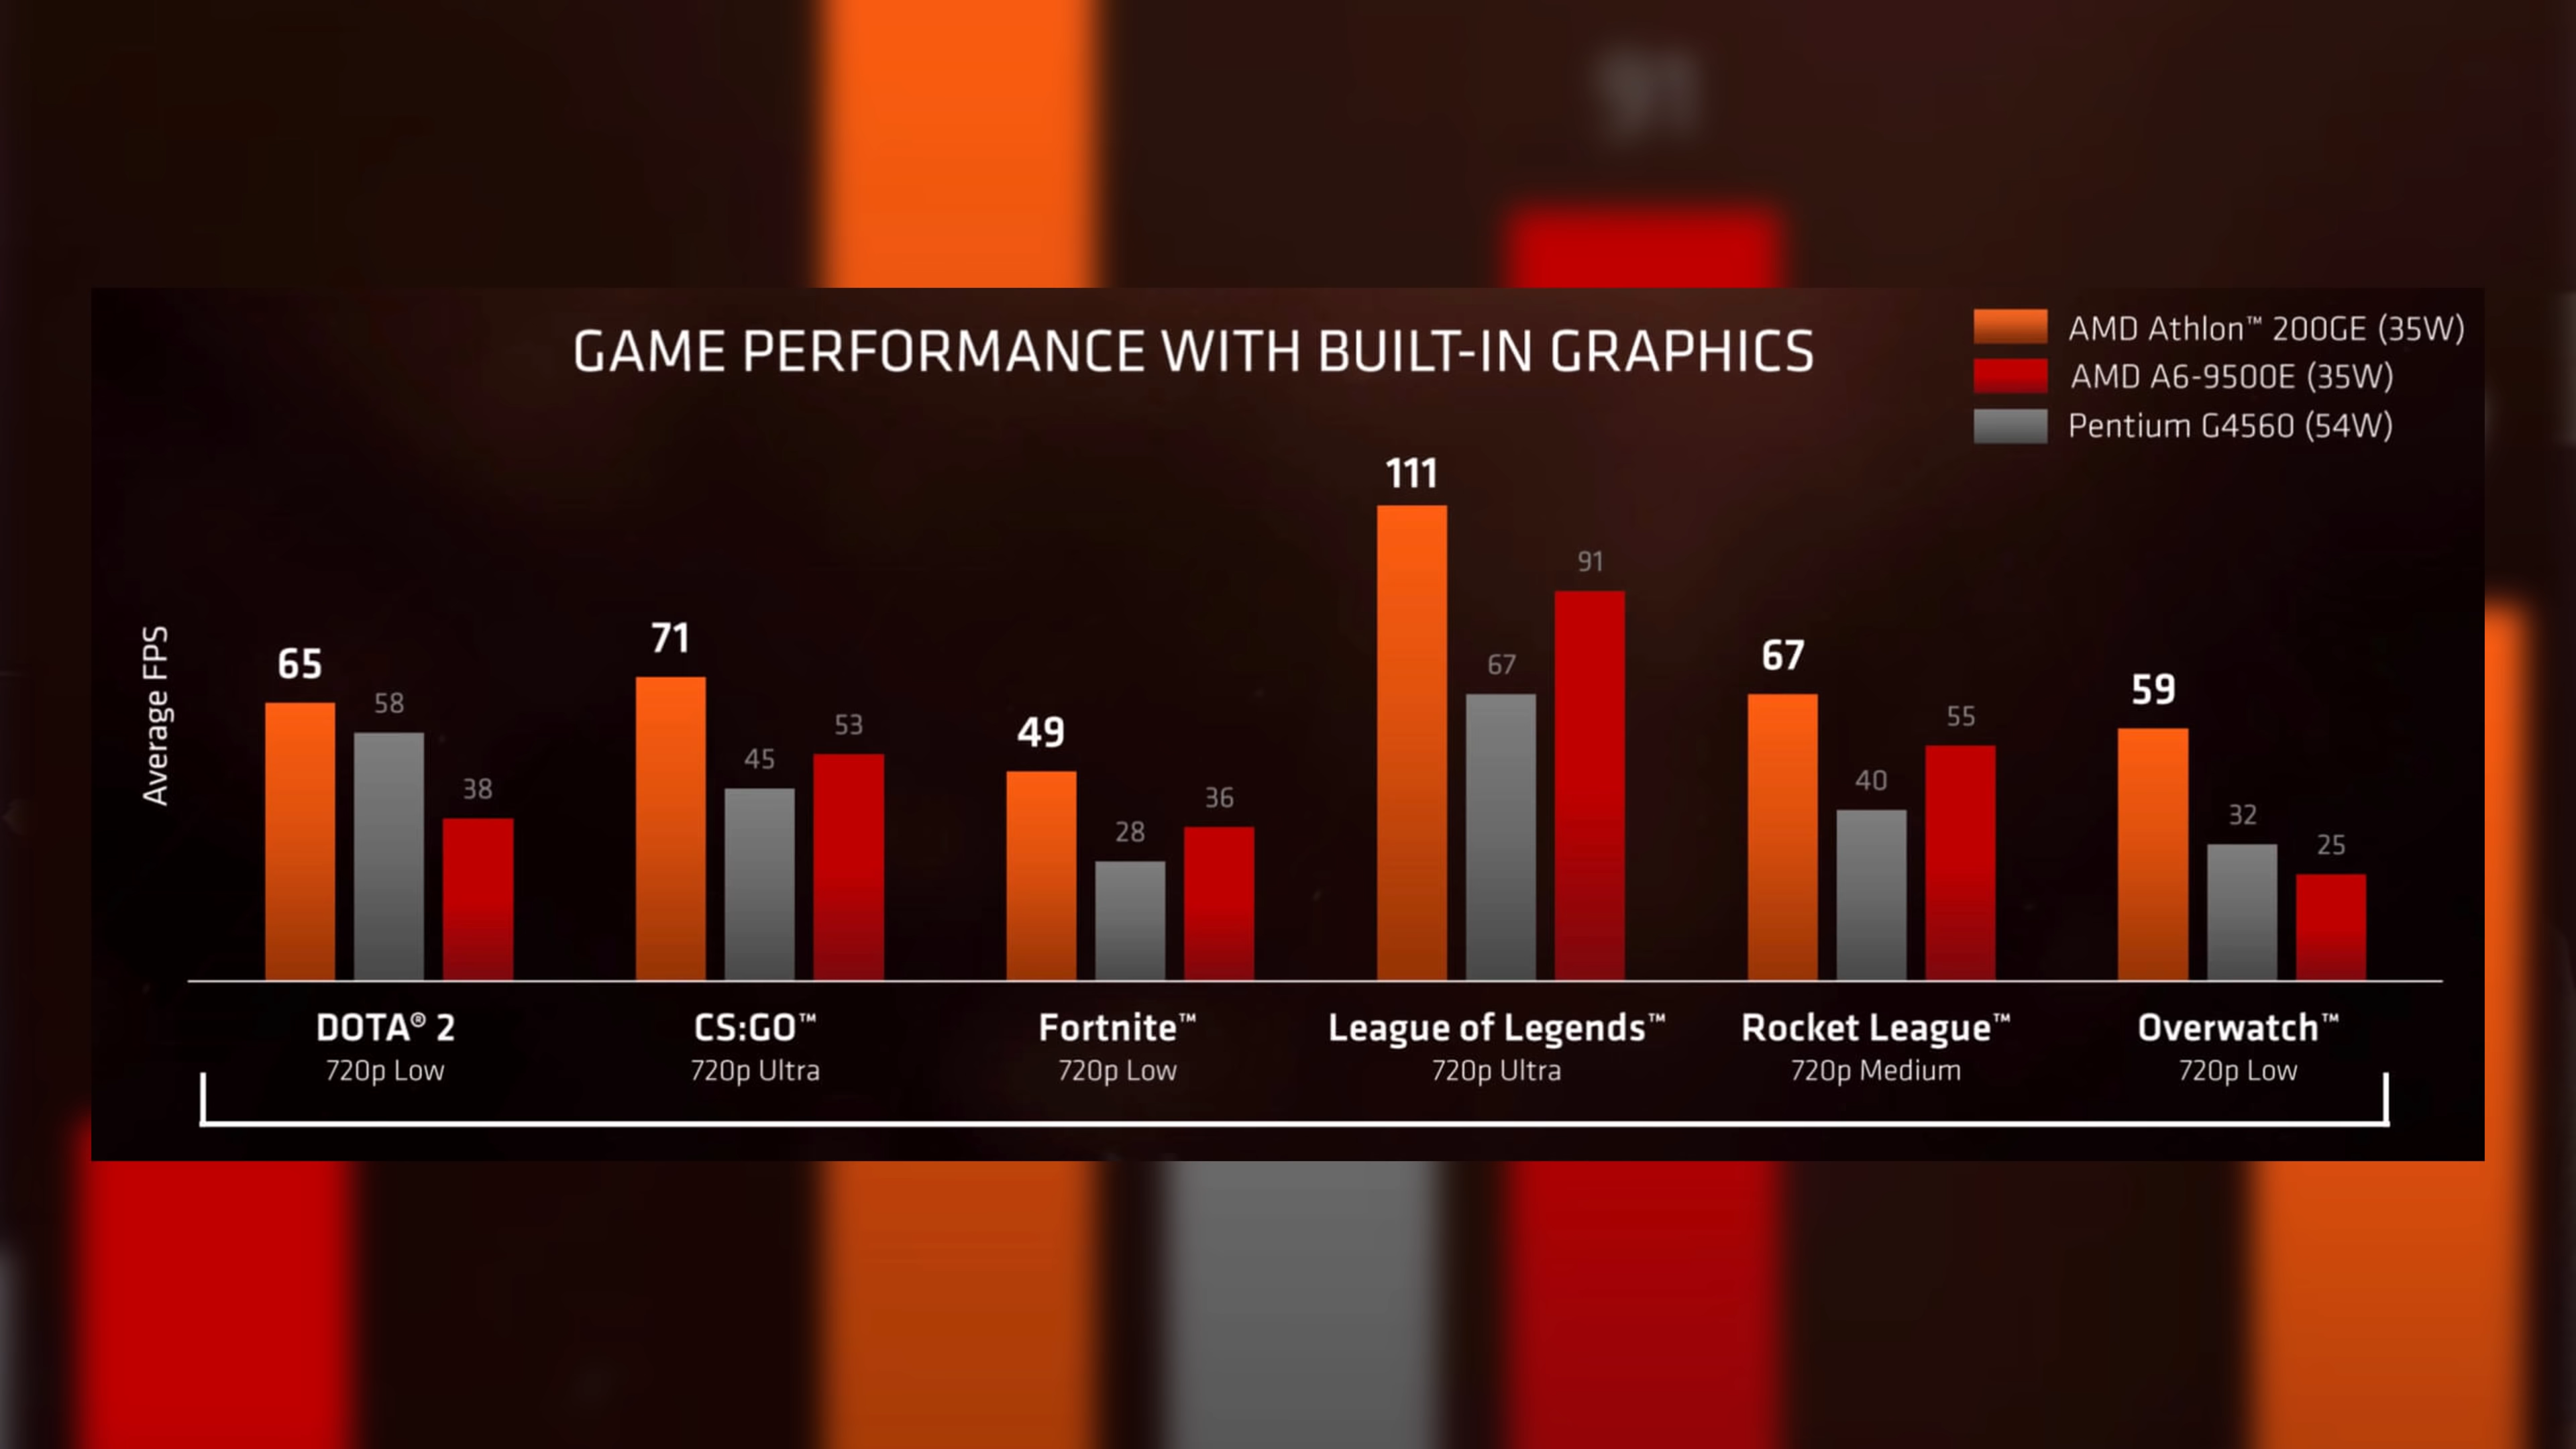 91
GAME PERFORMANCE WITH BUILT-IN GRAPHICS
AMD Athlon™ 200GE (35W)
AMD A6-9500E (35W)
Pentium G4560 (54W)
Average FPS
65 58 38
71 45 53
49 28 36
111 67 91
67 40 55
59 32 25
DOTA® 2
720p Low
CS:GO™
720p Ultra
Fortnite™
720p Low
League of Legends™
720p Ultra
Rocket League™
720p Medium
Overwatch™
720p Low